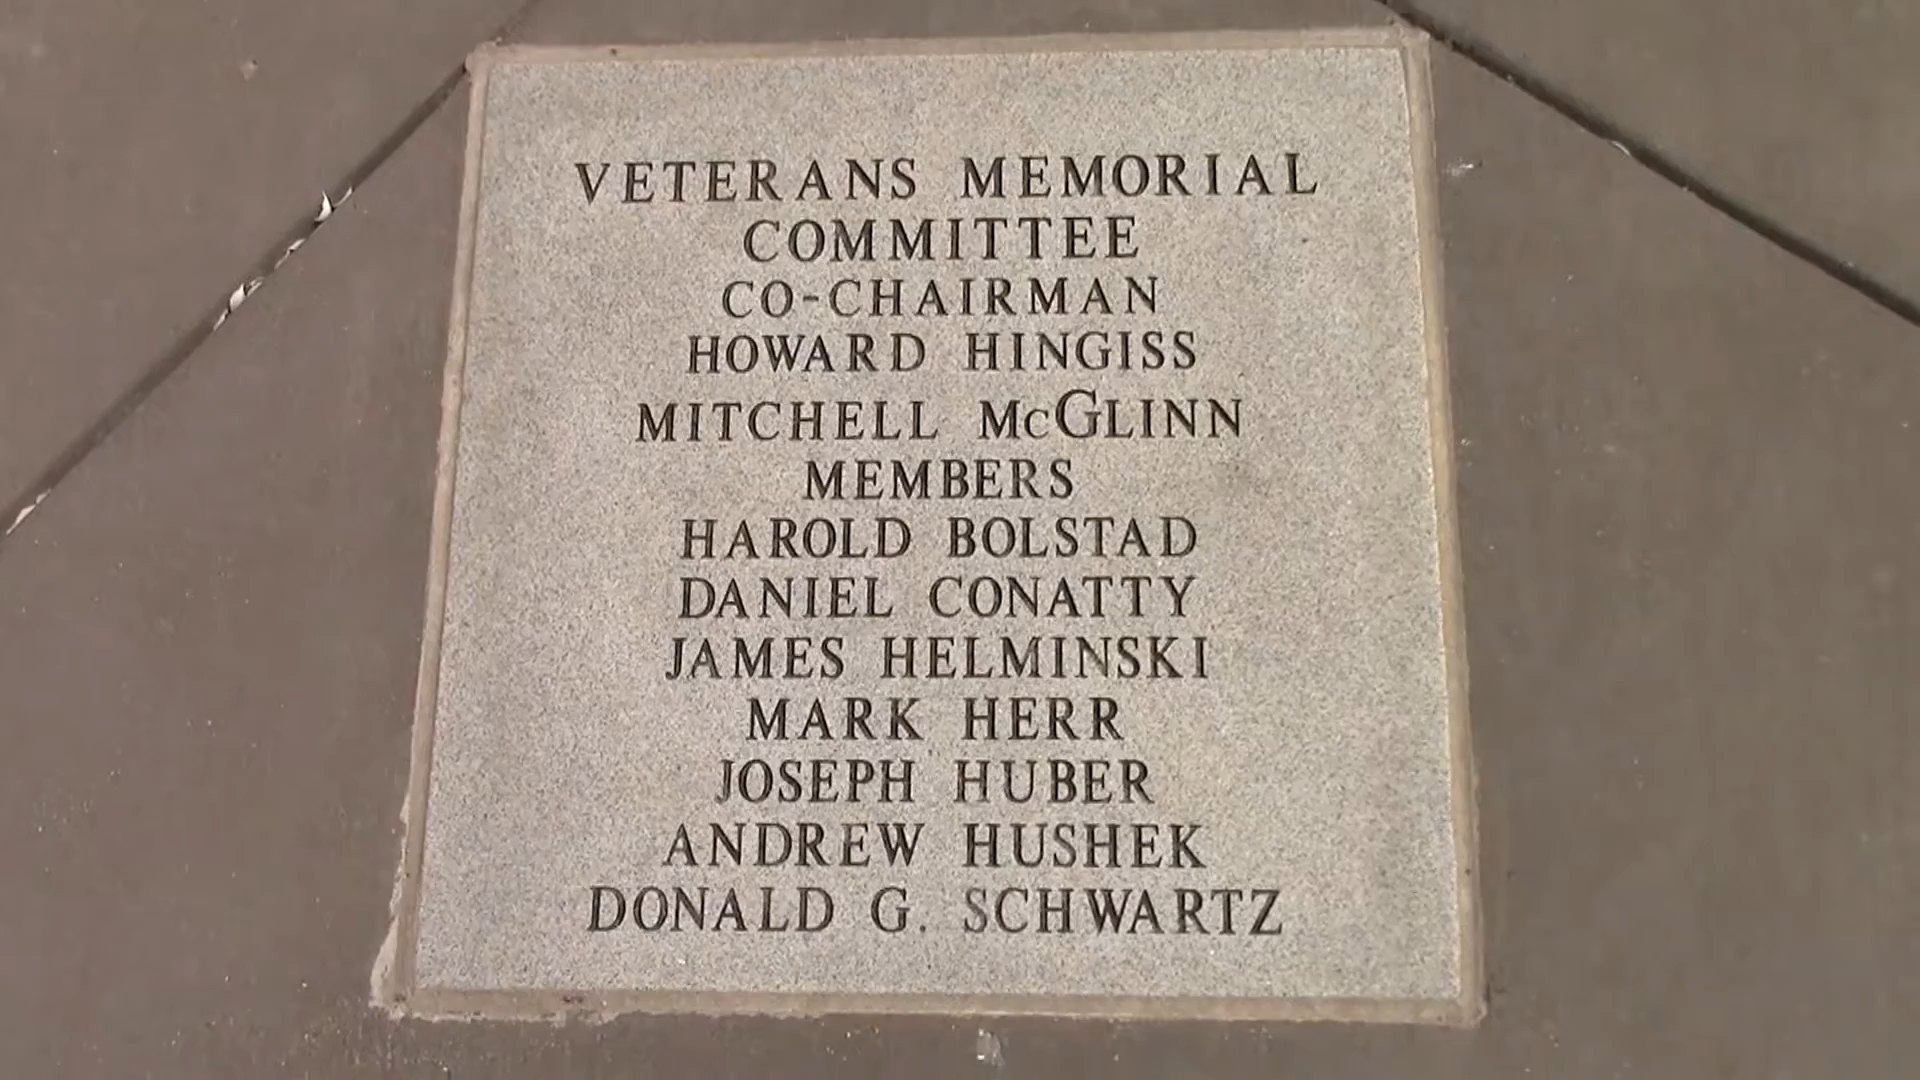 VETERANS MEMORIAL
COMMITTEE
CO-CHAIRMAN
HOWARD HINGISS
MITCHELL McGLINN
MEMBERS
HAROLD BOLSTAD
DANIEL CONATTY
JAMES HELMINSKI
MARK HERR
JOSEPH HUBER
ANDREW HUSHEK
DONALD G. SCHWARTZ